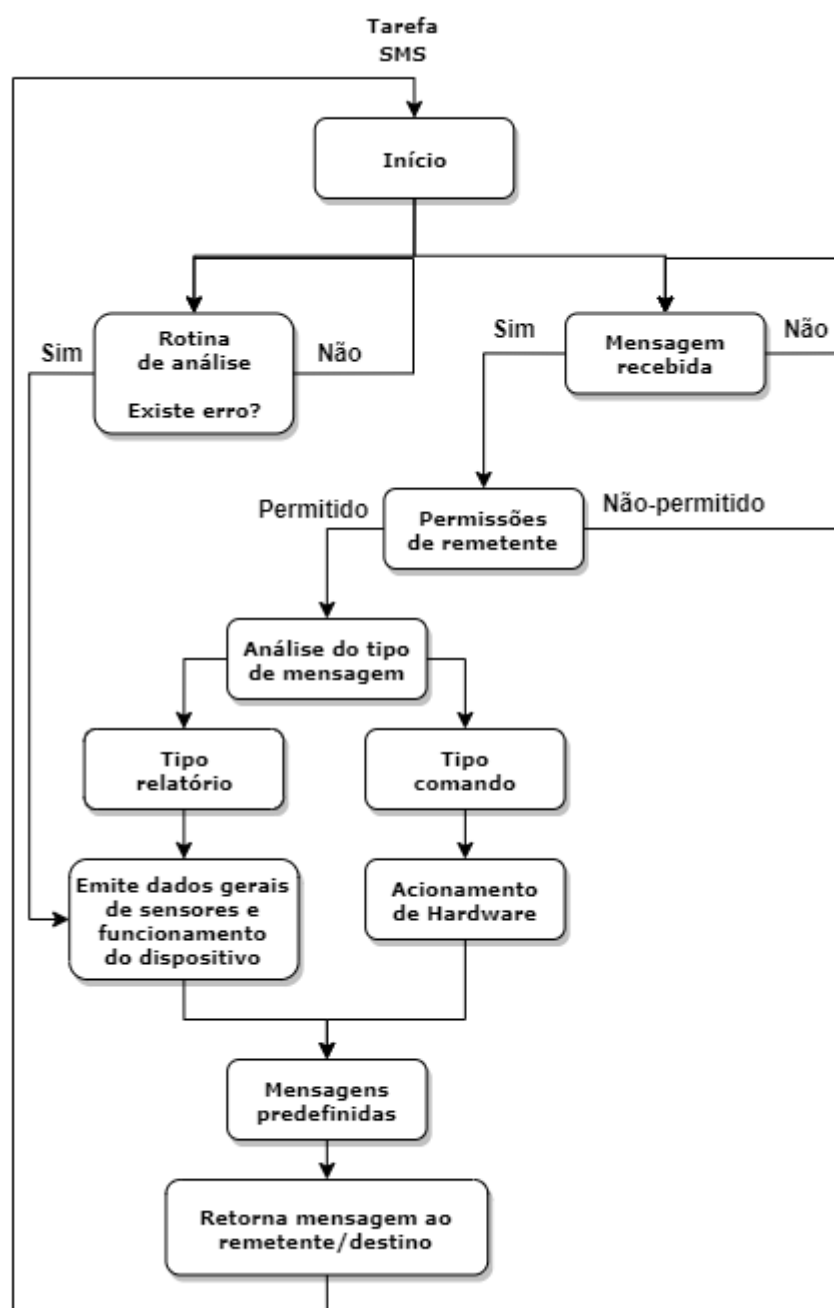 Tarefa
SMS
Início
Sim
Rotina
de análise
Existe erro?
Não
Sim
Mensagem
recebida
Não
Permitido
Permissões
de remetente
Não-permitido
Análise do tipo
de mensagem
Tipo
relatório
Tipo
comando
Emite dados gerais
de sensores e
funcionamento
do dispositivo
Acionamento
de Hardware
Mensagens
predefinidas
Retorna mensagem ao
remetente/destino